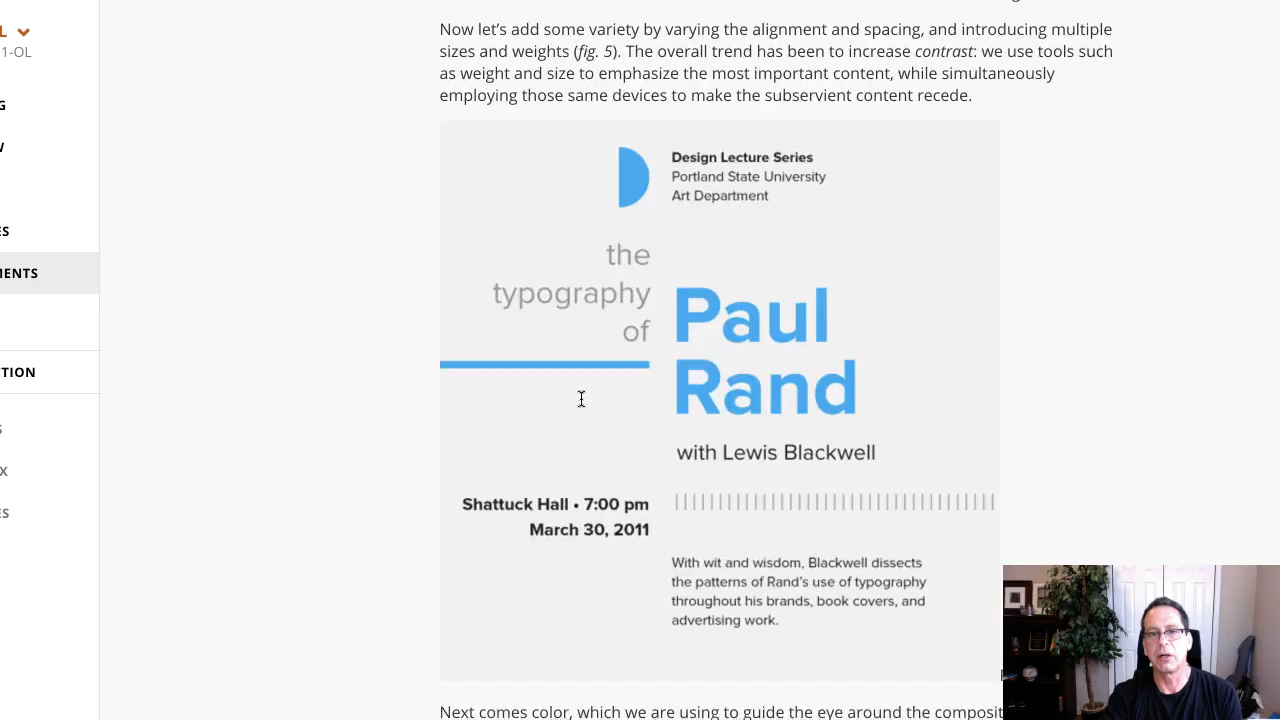 L
1-OL
G
W
ES
MENTS
TION
S
X
ES
Now let’s add some variety by varying the alignment and spacing, and introducing multiple
sizes and weights (fig. 5). The overall trend has been to increase contrast: we use tools such
as weight and size to emphasize the most important content, while simultaneously
employing those same devices to make the subservient content recede.
Design Lecture Series
Portland State University
Art Department
the
typography
of
Paul
Rand
with Lewis Blackwell
Shattuck Hall • 7:00 pm
March 30, 2011
With wit and wisdom, Blackwell dissects
the patterns of Rand’s use of typography
throughout his brands, book covers, and
advertising work.
Next comes color, which we are using to guide the eye around the composit